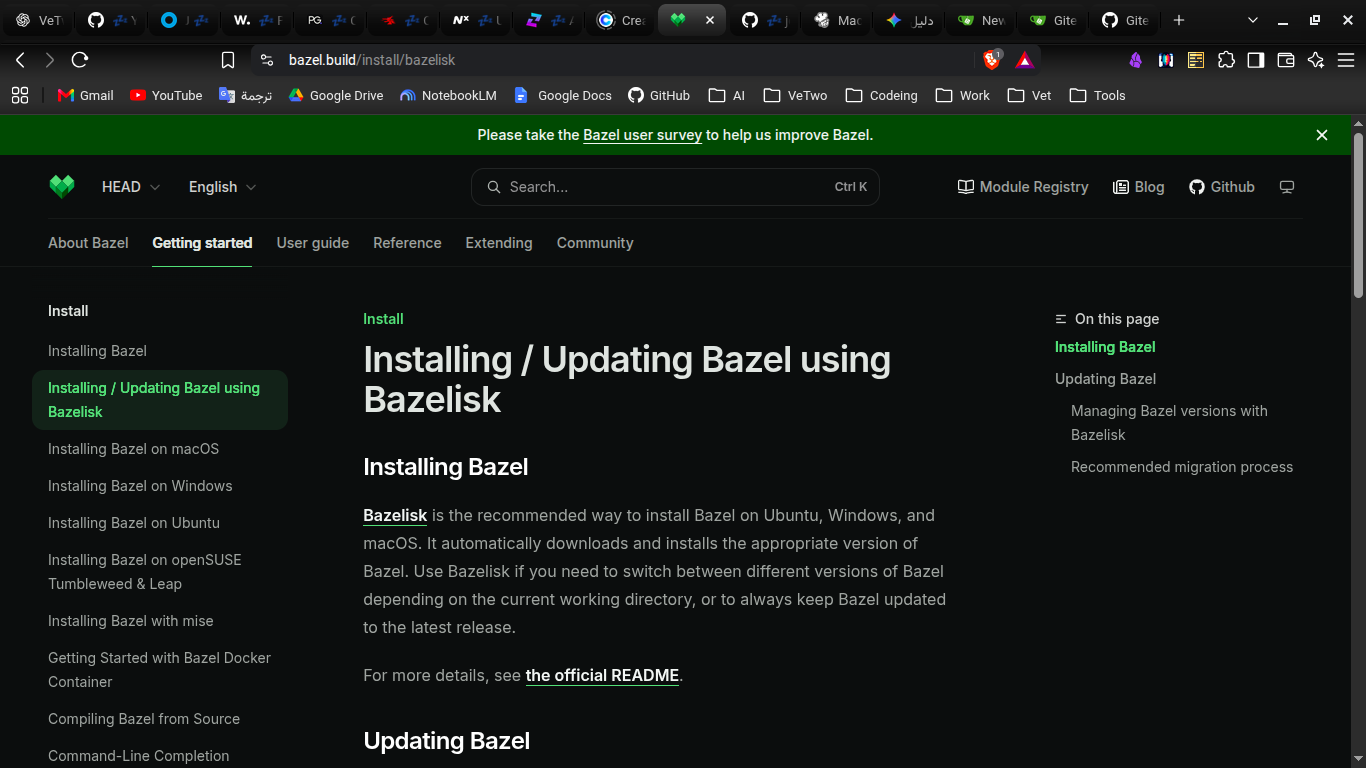 VeT
Crea
Mac
دليل
New
Gite
Gite
bazel.build/install/bazelisk
1
Gmail
YouTube
ترجمة
Google Drive
NotebookLM
Google Docs
GitHub
AI
VeTwo
Codeing
Work
Vet
Tools
Please take the Bazel user survey to help us improve Bazel.
HEAD
English
Search...
Ctrl K
Module Registry
Blog
Github
About Bazel
Getting started
User guide
Reference
Extending
Community
Install
Installing Bazel
Installing / Updating Bazel using
Bazelisk
Installing Bazel on macOS
Installing Bazel on Windows
Installing Bazel on Ubuntu
Installing Bazel on openSUSE
Tumbleweed & Leap
Installing Bazel with mise
Getting Started with Bazel Docker
Container
Compiling Bazel from Source
Command-Line Completion
Install
Installing / Updating Bazel using
Bazelisk
Installing Bazel
Bazelisk is the recommended way to install Bazel on Ubuntu, Windows, and
macOS. It automatically downloads and installs the appropriate version of
Bazel. Use Bazelisk if you need to switch between different versions of Bazel
depending on the current working directory, or to always keep Bazel updated
to the latest release.
For more details, see the official README.
Updating Bazel
On this page
Installing Bazel
Updating Bazel
Managing Bazel versions with
Bazelisk
Recommended migration process